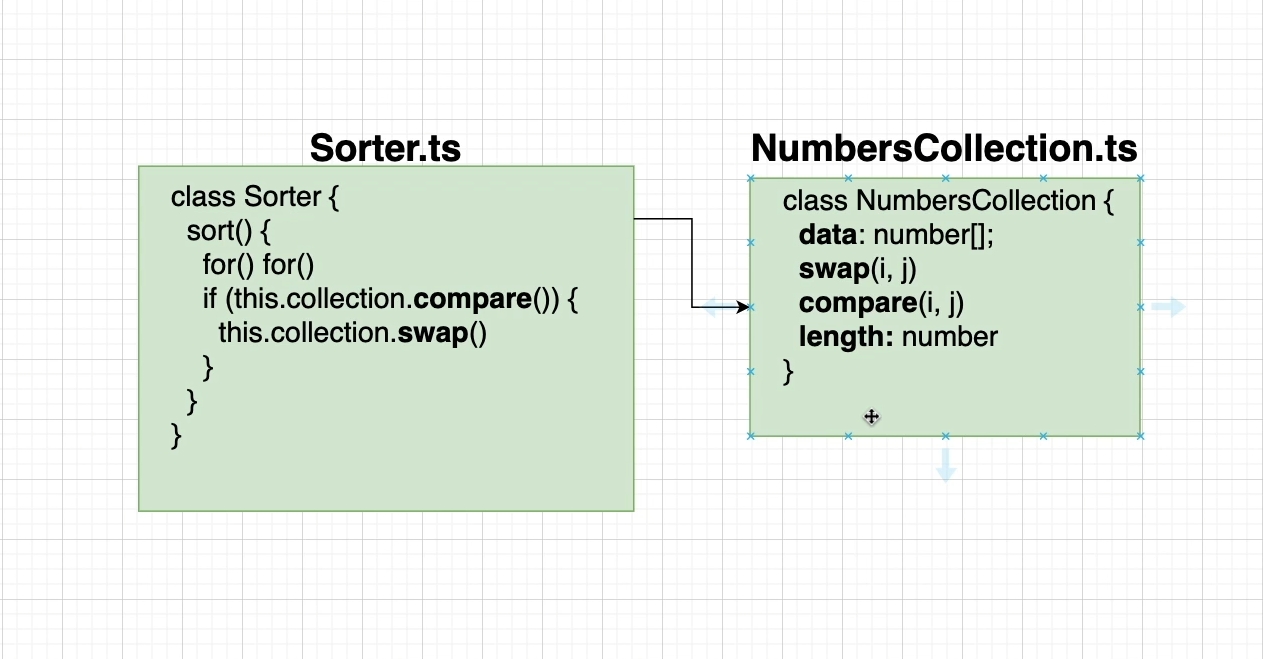 Sorter.ts
class Sorter {
sort() {
for() for()
if (this.collection.compare()) {
this.collection.swap()
}
}
}
NumbersCollection.ts
class NumbersCollection {
data: number[];
swap(i, j)
compare(i, j)
length: number
}